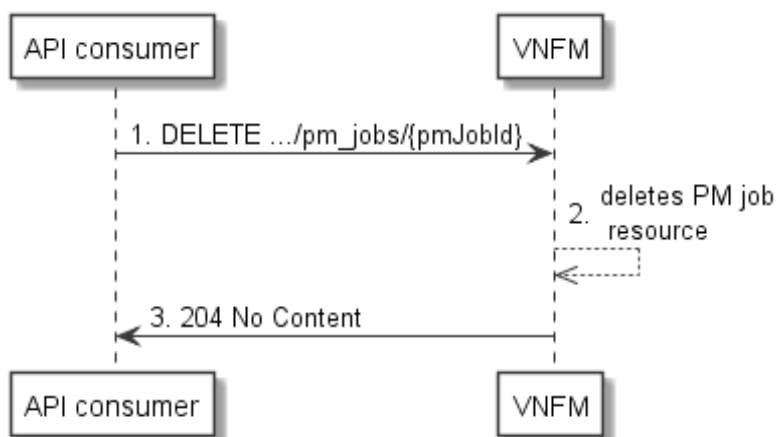 API consumer
VNFM
1. DELETE .../pm_jobs/{pmJobId}
2. deletes PM job
resource
3. 204 No Content
API consumer
VNFM